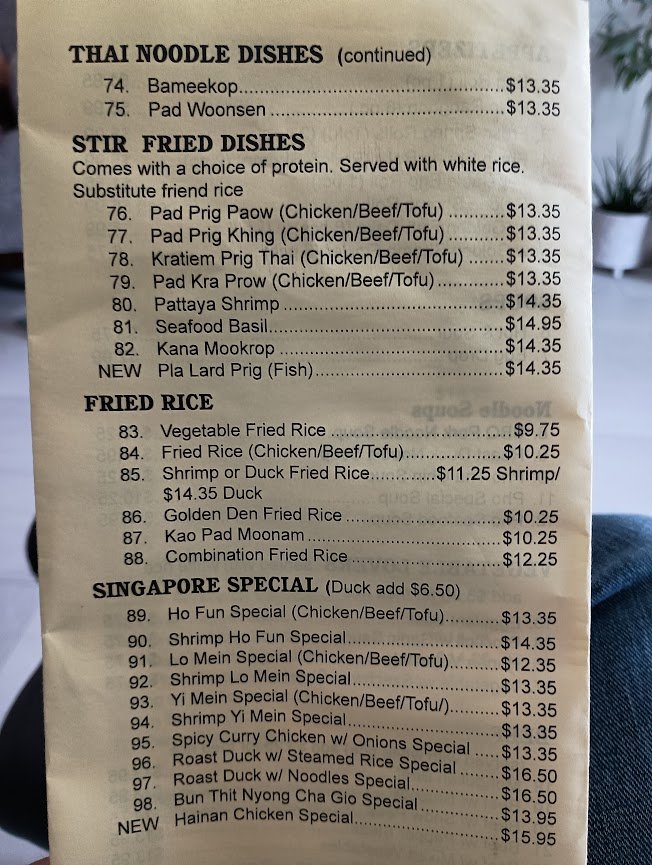 THAI NOODLE DISHES (continued)
74. Bameekop..........$13.35
75. Pad Woonsen..........$13.35
STIR FRIED DISHES
Comes with a choice of protein. Served with white rice.
Substitute friend rice
76. Pad Prig Paow (Chicken/Beef/Tofu)..........$13.35
77. Pad Prig Khing (Chicken/Beef/Tofu)..........$13.35
78. Kratiem Prig Thai (Chicken/Beef/Tofu)..........$13.35
79. Pad Kra Prow (Chicken/Beef/Tofu)..........$13.35
80. Pattaya Shrimp..........$14.35
81. Seafood Basil..........$14.95
82. Kana Mookrop..........$14.35
NEW Pla Lard Prig (Fish)..........$14.35
FRIED RICE
83. Vegetable Fried Rice..........$9.75
84. Fried Rice (Chicken/Beef/Tofu)..........$10.25
85. Shrimp or Duck Fried Rice..........$11.25 Shrimp/
$14.35 Duck
86. Golden Den Fried Rice..........$10.25
87. Kao Pad Moonam..........$10.25
88. Combination Fried Rice..........$12.25
SINGAPORE SPECIAL (Duck add $6.50)
89. Ho Fun Special (Chicken/Beef/Tofu)..........$13.35
90. Shrimp Ho Fun Special..........$14.35
91. Lo Mein Special (Chicken/Beef/Tofu)..........$12.35
92. Shrimp Lo Mein Special..........$13.35
93. Yi Mein Special (Chicken/Beef/Tofu/)..........$13.35
94. Shrimp Yi Mein Special..........$13.35
95. Spicy Curry Chicken w/ Onions Special..........$13.35
96. Roast Duck w/ Steamed Rice Special..........$16.50
97. Roast Duck w/ Noodles Special..........$16.50
98. Bun Thit Nyong Cha Gio Special..........$13.95
NEW Hainan Chicken Special..........$15.95